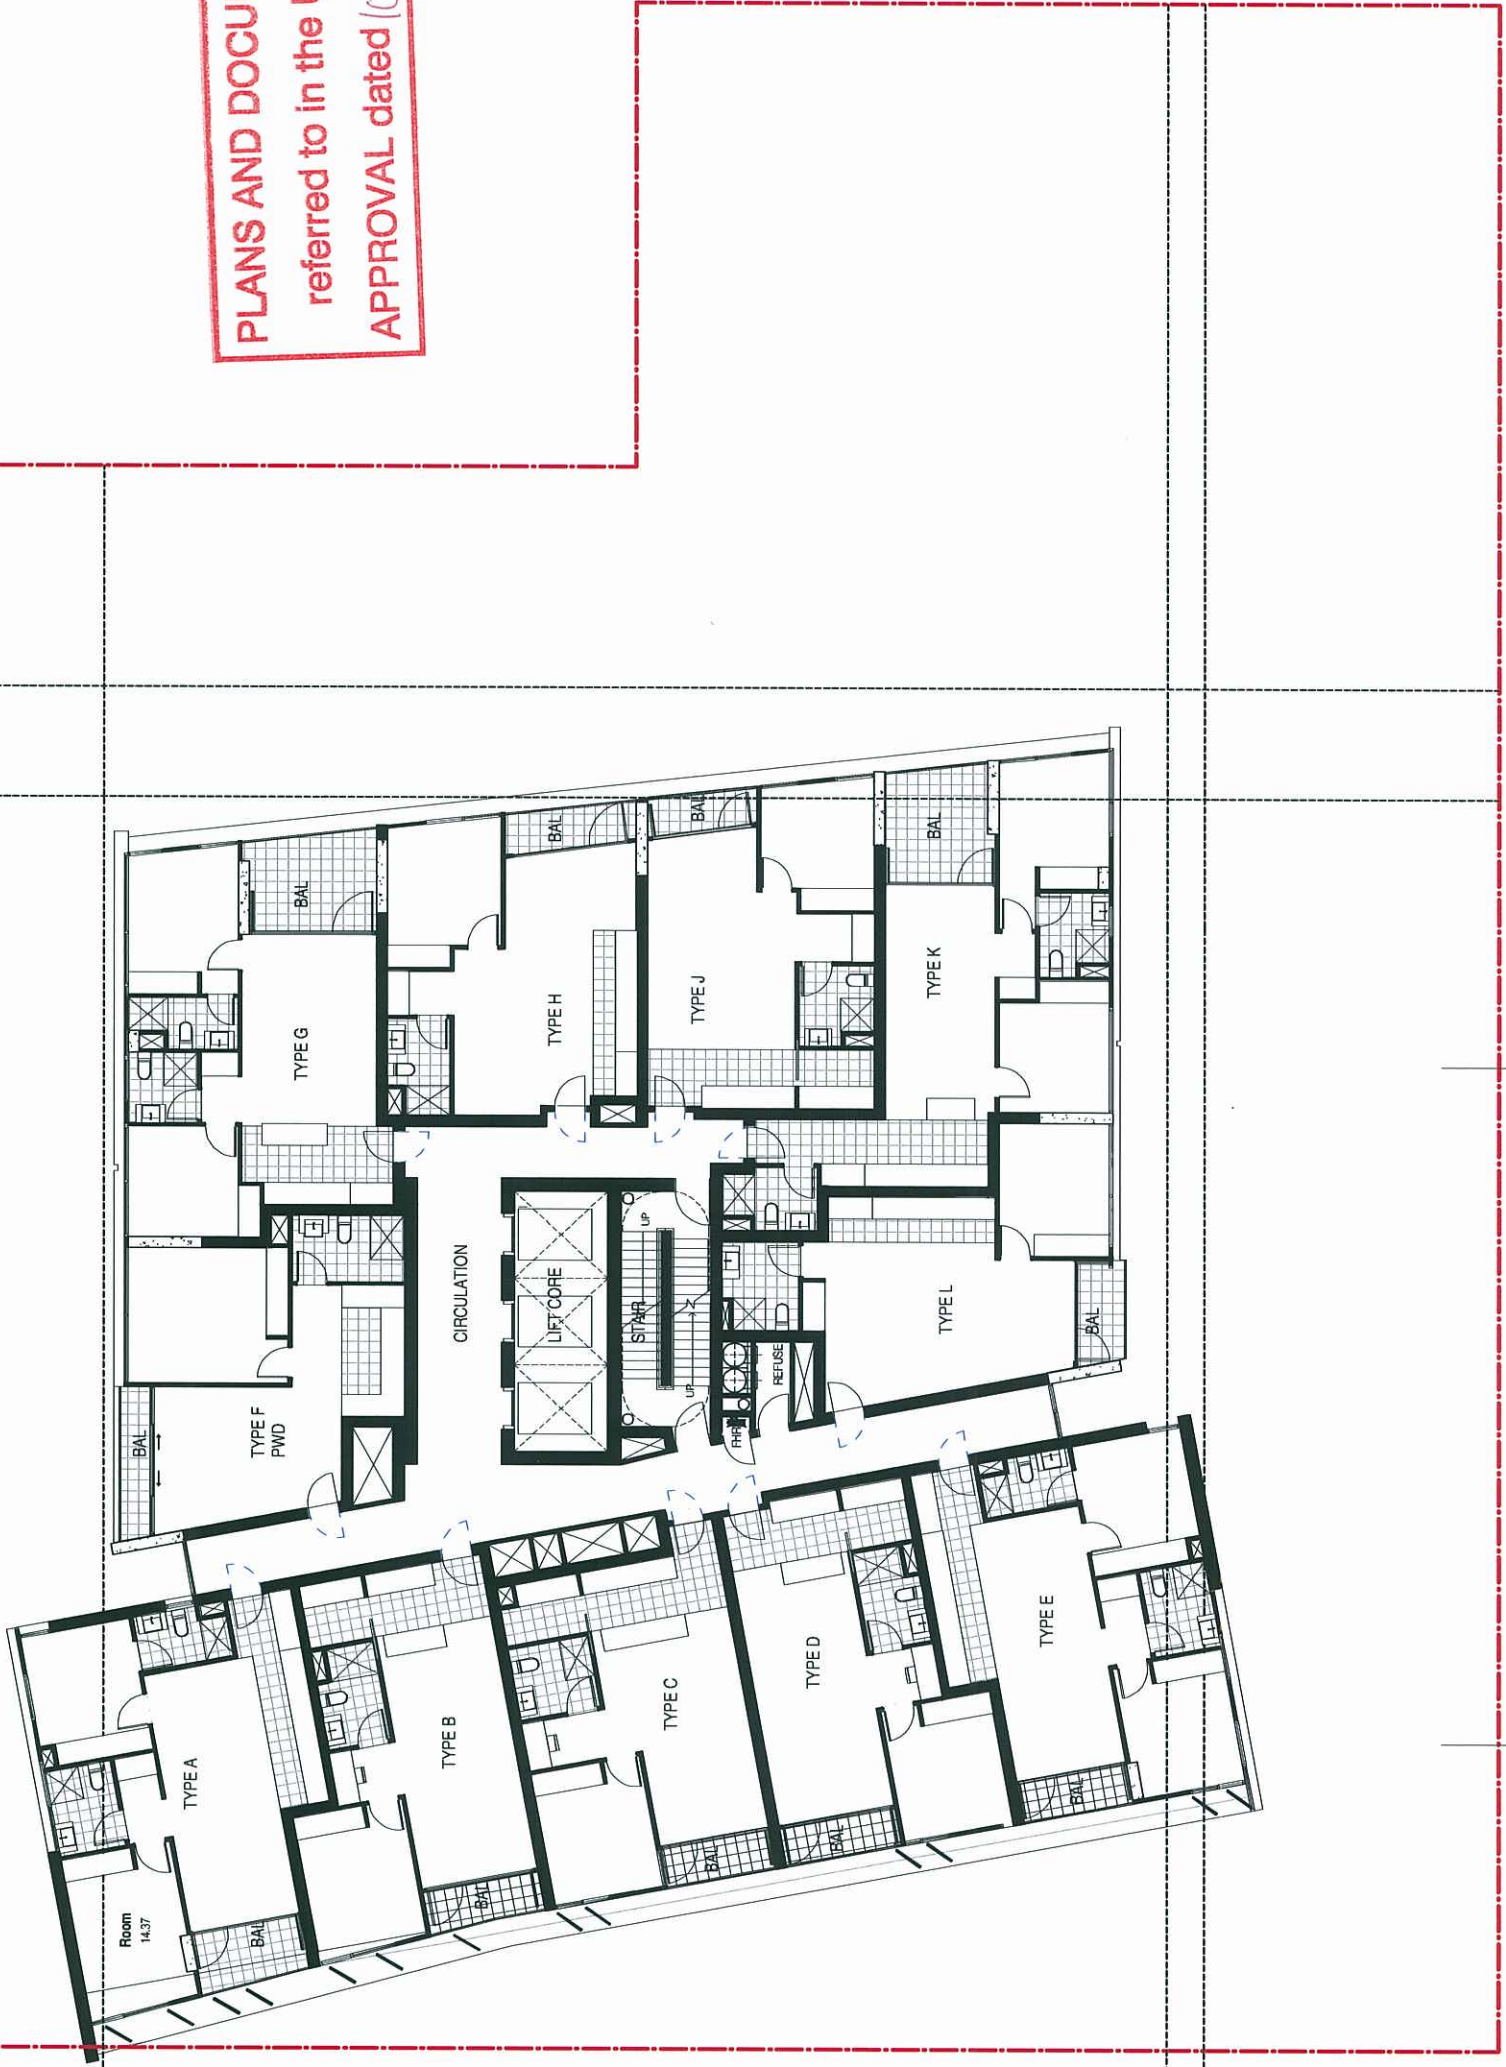 PLANS AND DOCU
referred to in the
APPROVAL dated
BAL
BAL
BAL
BAL
TYPE G
TYPE H
TYPE J
TYPE K
CIRCULATION
LIFT CORE
STAIR
UP
UP
REFUSE
FHR
TYPE L
BAL
BAL
TYPE F
PWD
TYPE A
TYPE B
TYPE C
TYPE D
TYPE E
Room
14.37
BAL
BAL
BAL
BAL
BAL